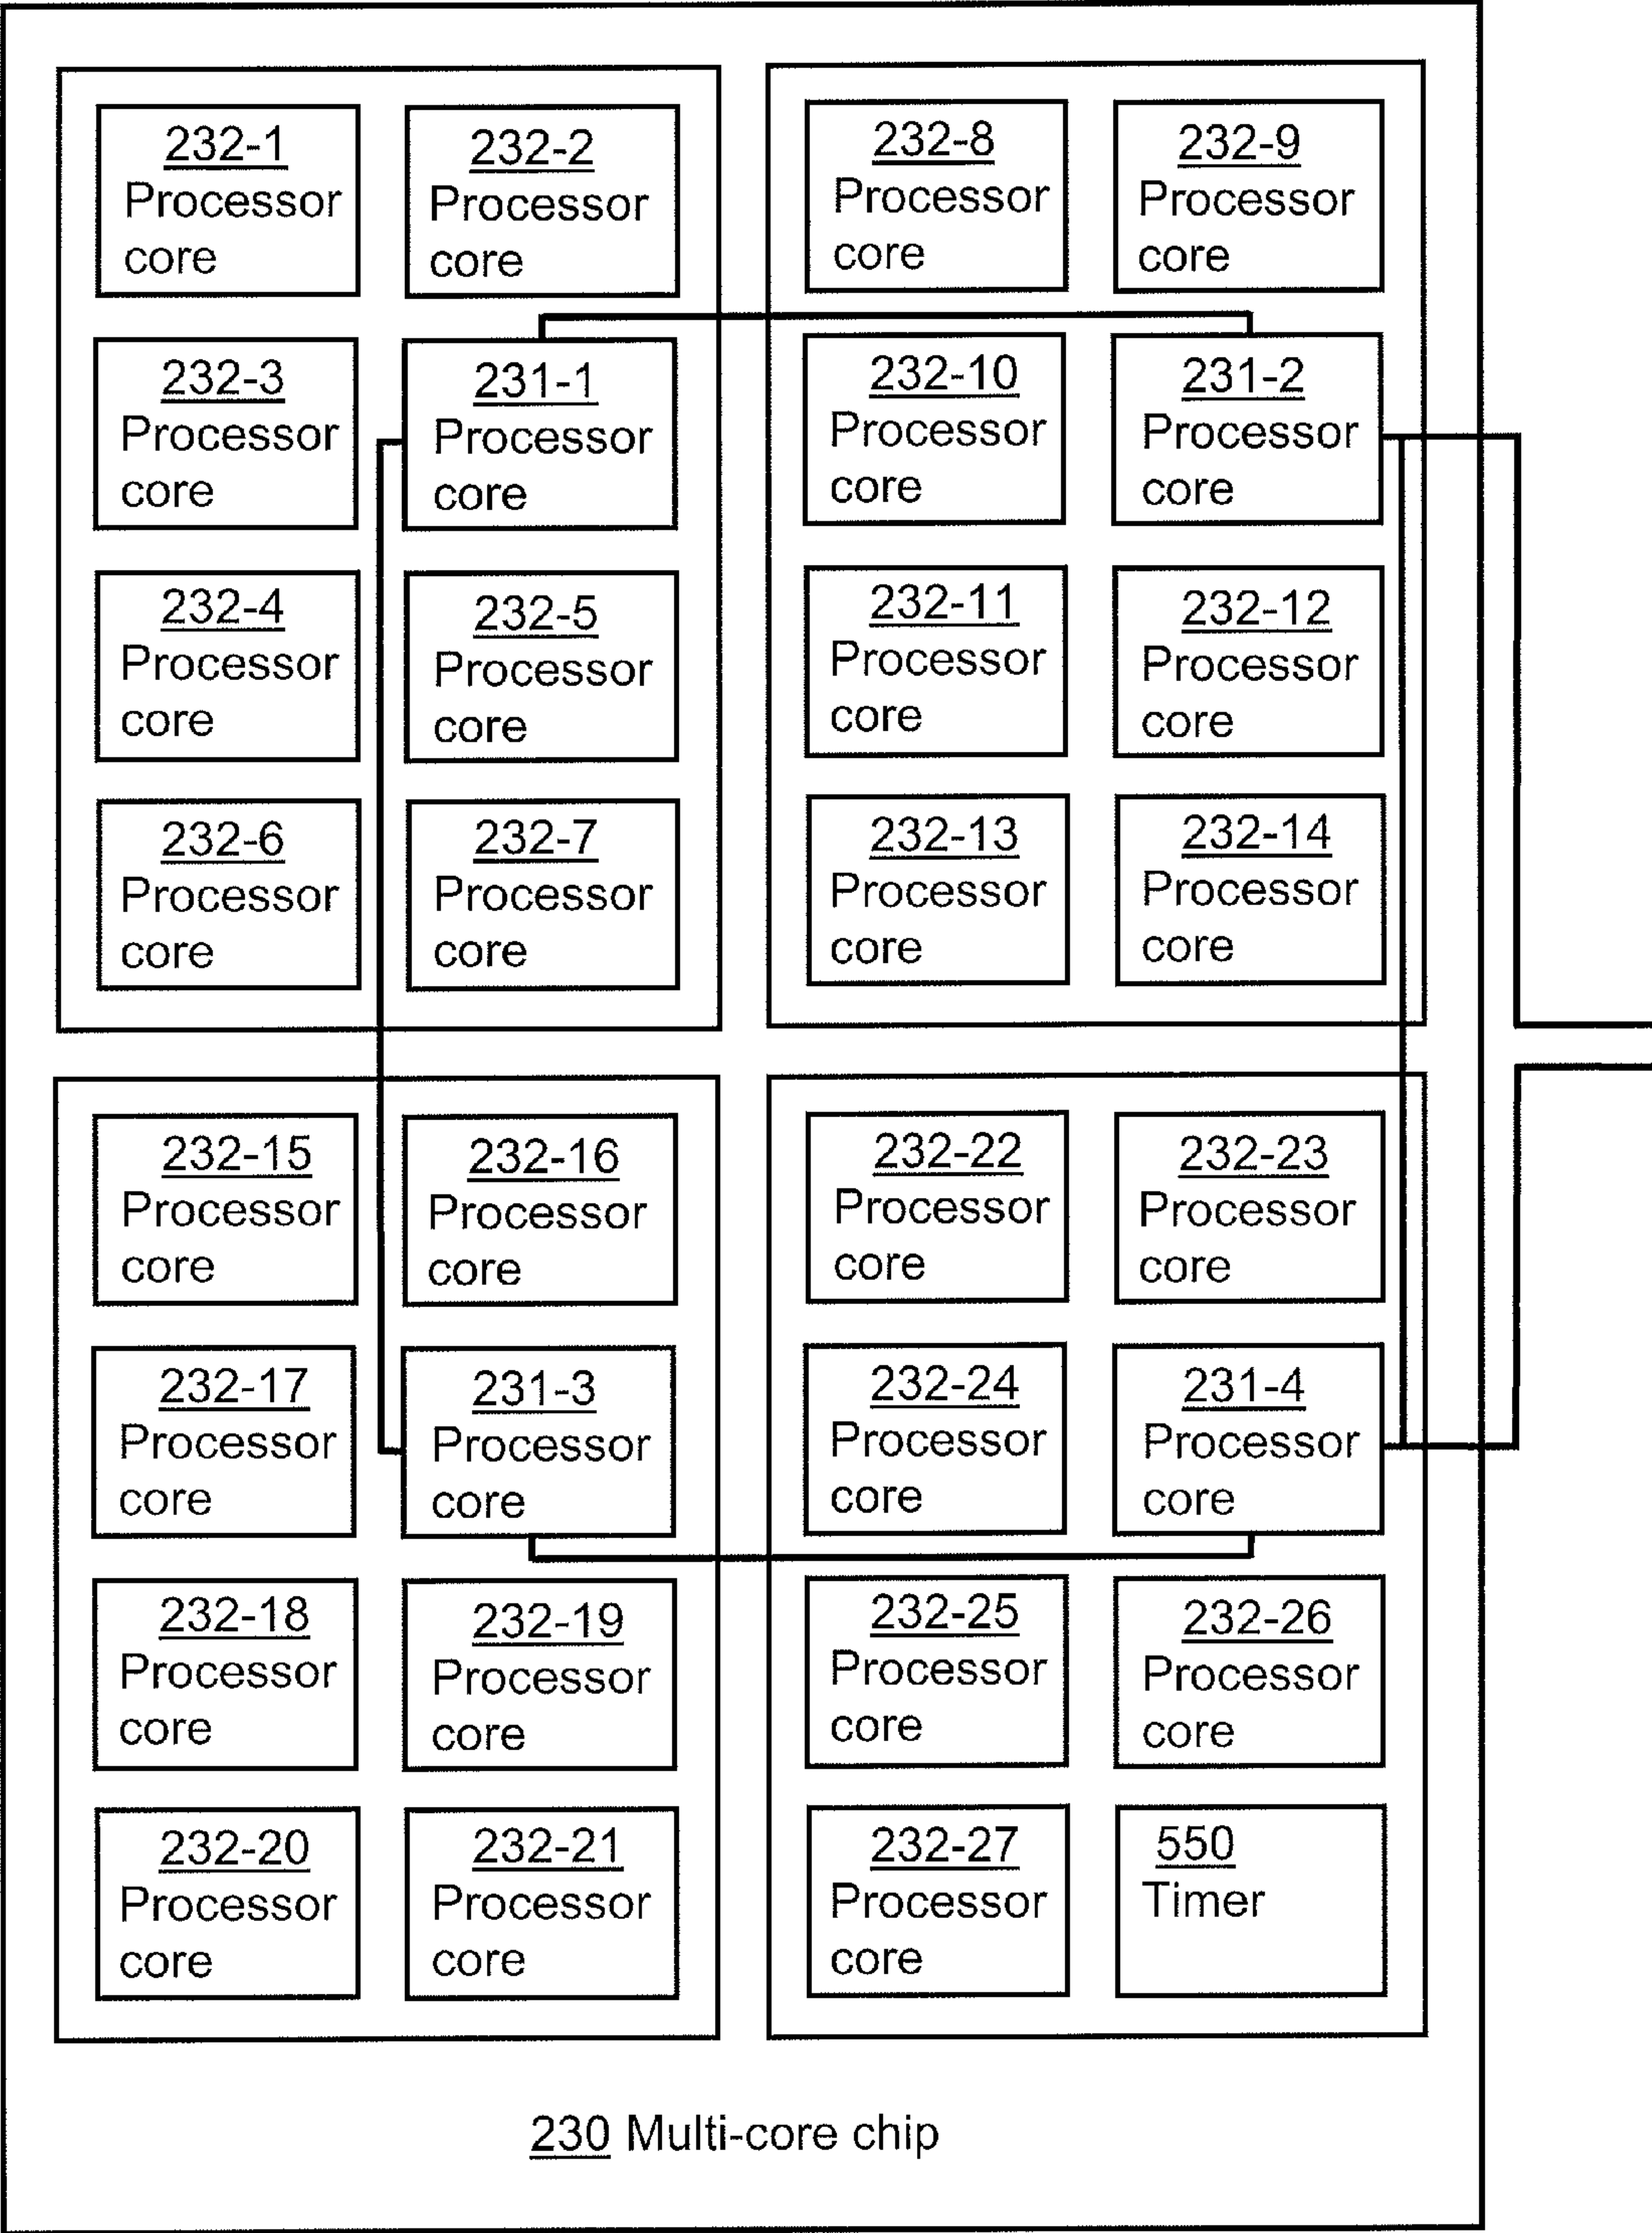 232-1
Processor
core
232-2
Processor
core
232-3
Processor
core
231-1
Processor
core
232-4
Processor
core
232-5
Processor
core
232-6
Processor
core
232-7
Processor
core
232-8
Processor
core
232-9
Processor
core
232-10
Processor
core
231-2
Processor
core
232-11
Processor
core
232-12
Processor
core
232-13
Processor
core
232-14
Processor
core
232-15
Processor
core
232-16
Processor
core
232-17
Processor
core
231-3
Processor
core
232-18
Processor
core
232-19
Processor
core
232-20
Processor
core
232-21
Processor
core
232-22
Processor
core
232-23
Processor
core
232-24
Processor
core
231-4
Processor
core
232-25
Processor
core
232-26
Processor
core
232-27
Processor
core
550
Timer
230 Multi-core chip